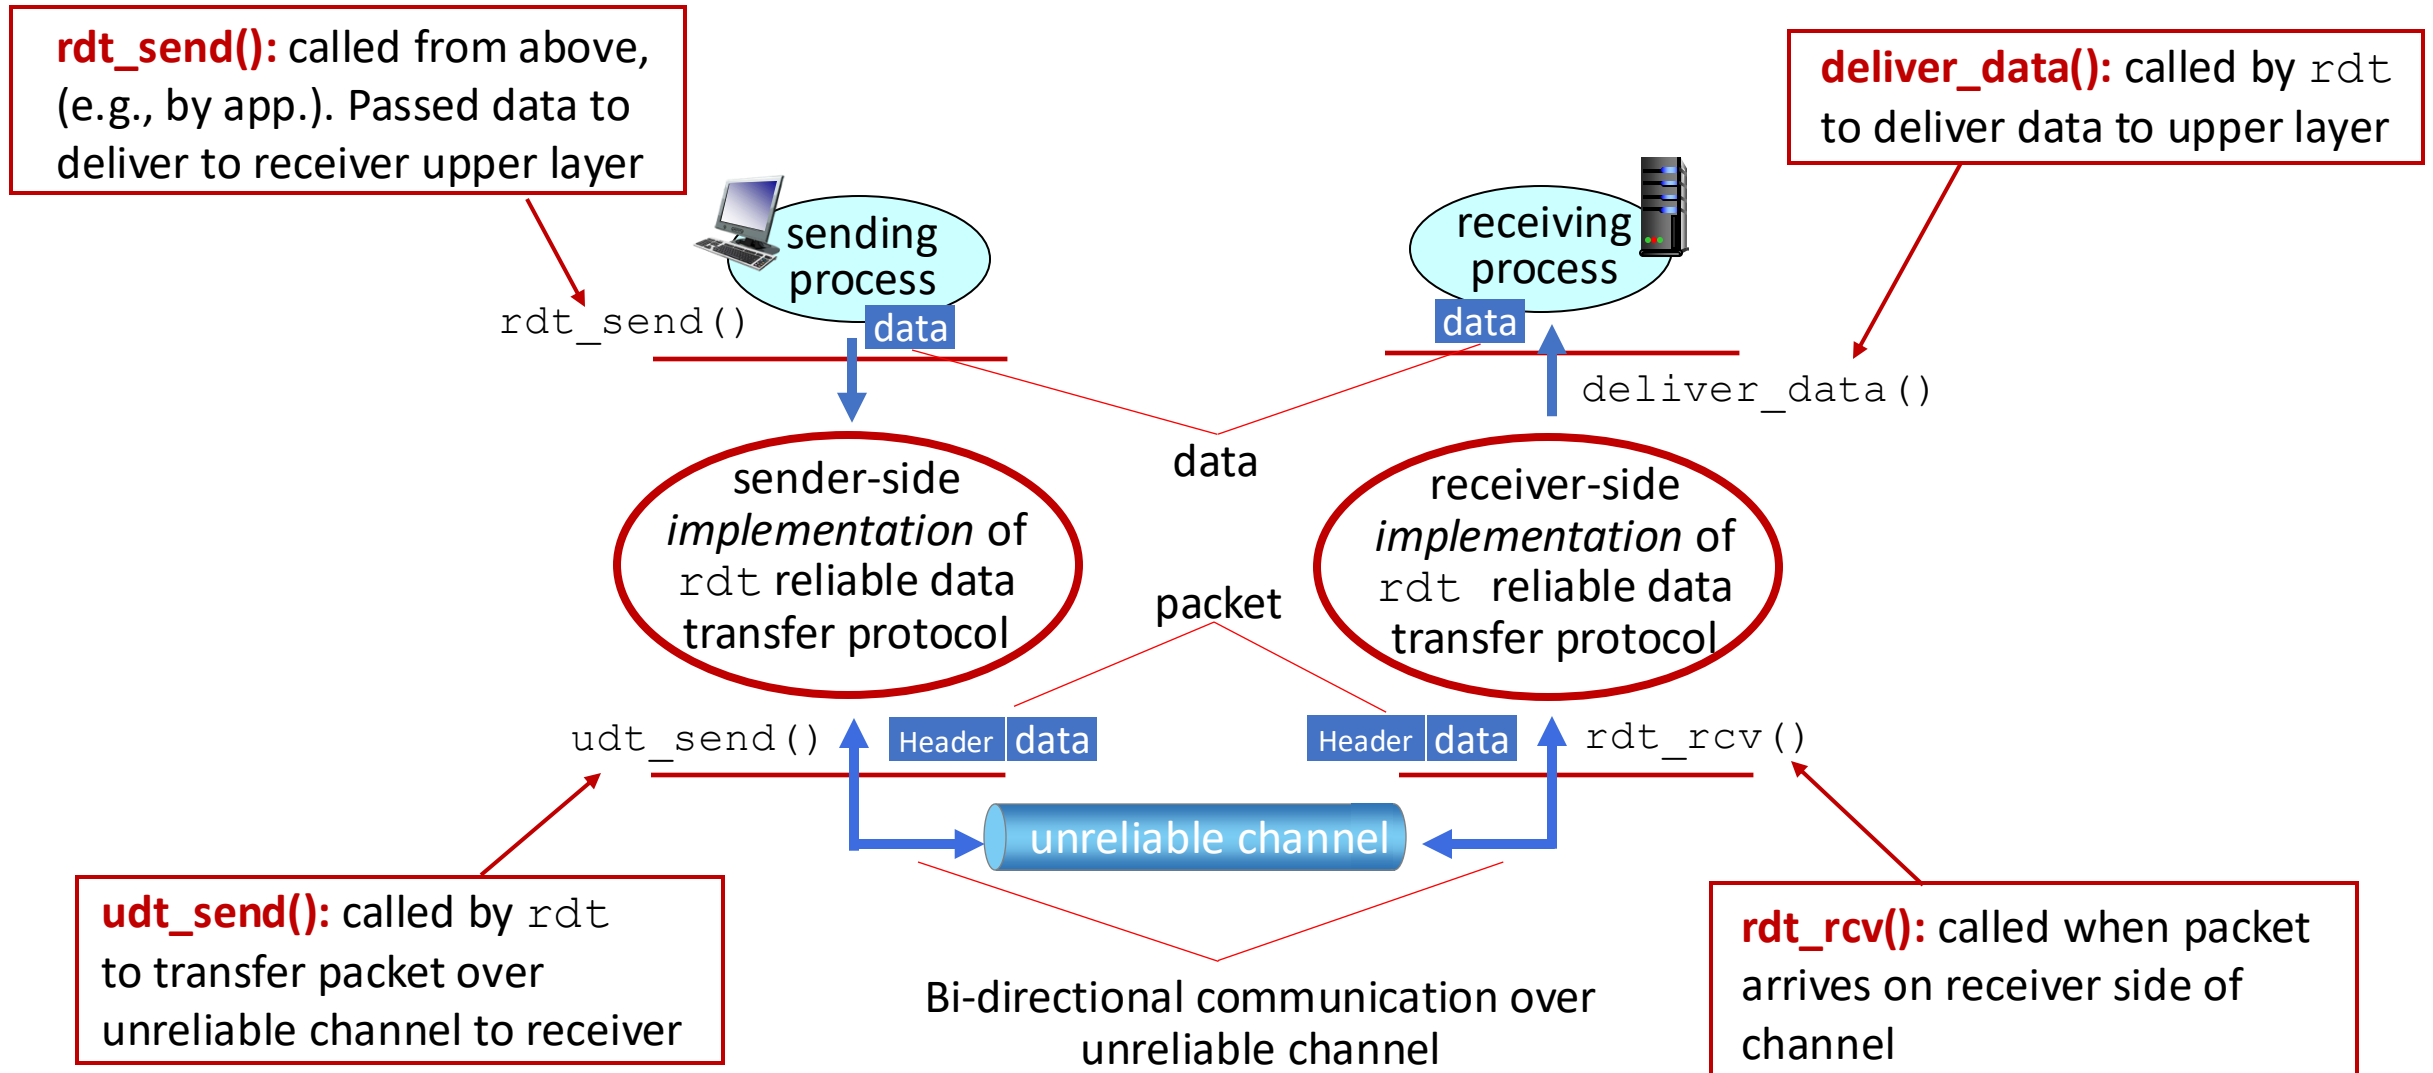 rdt_send(): called from above,
(e.g., by app.). Passed data to
deliver to receiver upper layer
deliver_data(): called by rdt
to deliver data to upper layer
sending
process
receiving
process
rdt_send()
data
data
deliver_data()
data
sender-side
implementation of
rdt reliable data
transfer protocol
receiver-side
implementation of
rdt reliable data
transfer protocol
packet
udt_send()
Header data
Header data
rdt_rcv()
unreliable channel
udt_send(): called by rdt
to transfer packet over
unreliable channel to receiver
Bi-directional communication over
unreliable channel
rdt_rcv(): called when packet
arrives on receiver side of
channel